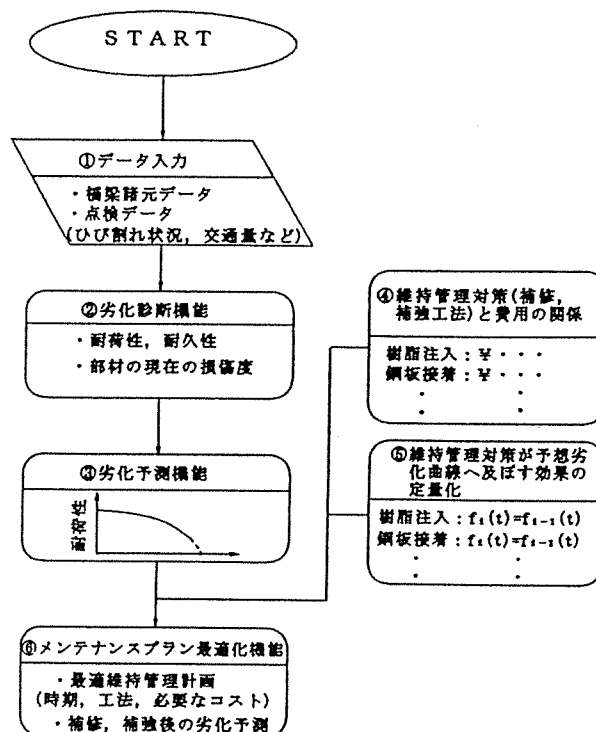 START
①データ入力
・橋梁諸元データ
・点検データ
(ひび割れ状況，交通量など)
②劣化診断機能
・耐荷性，耐久性
・部材の現在の損傷度
③劣化予測機能
耐荷性
④維持管理対策(補修，
補強工法)と費用の関係
樹脂注入：￥・・・
鋼板接着：￥・・・
⑤維持管理対策が予想劣
化曲線へ及ぼす効果の
定量化
樹脂注入：f₁(t)=f₁₋₁(t)
鋼板接着：f₁(t)=f₁₋₁(t)
⑥メンテナンスプラン最適化機能
・最適維持管理計画
(時期，工法，必要なコスト)
・補修，補強後の劣化予測